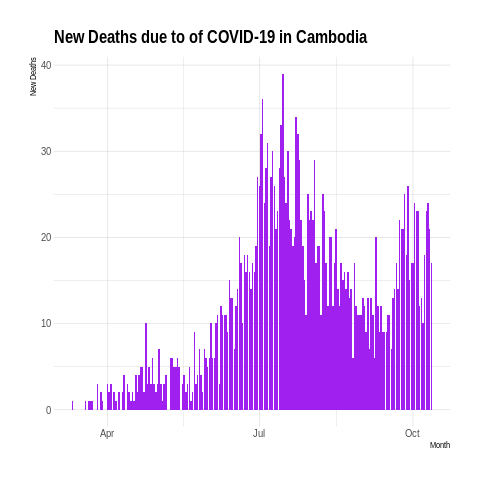 New Deaths due to of COVID-19 in Cambodia
New Deaths
40
30
20
10
0
Apr
Jul
Oct
Month